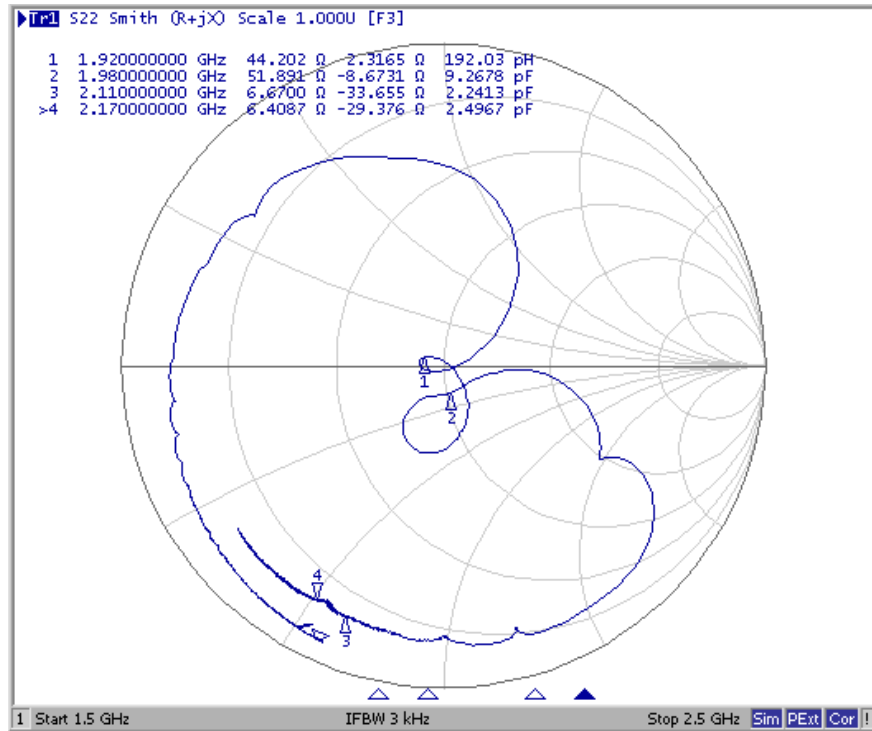 Tr1 S22 Smith (R+jX) Scale 1.000U [F3]
1 1.920000000 GHz 44.202 Ω 2.3165 Ω 192.03 pH
2 1.980000000 GHz 51.891 Ω -8.6731 Ω 9.2678 pF
3 2.110000000 GHz 6.6700 Ω -33.655 Ω 2.2413 pF
>4 2.170000000 GHz 6.4087 Ω -29.376 Ω 2.4967 pF
1
2
4
3
1 Start 1.5 GHz IFBW 3 kHz Stop 2.5 GHz Sim PExt Cor !